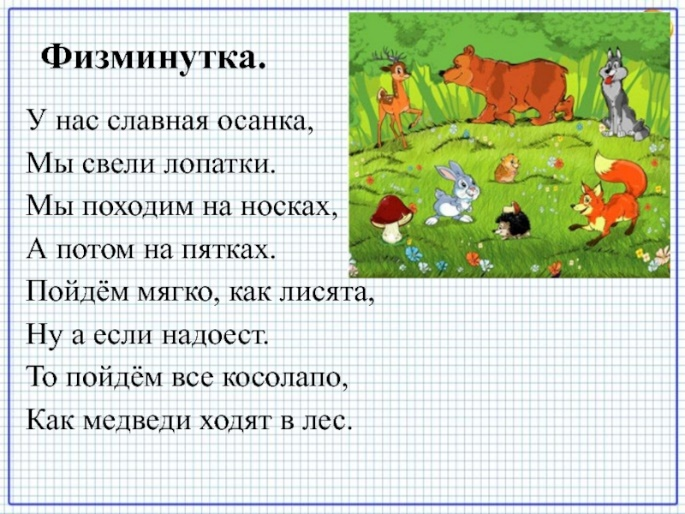 Физминутка.
У нас славная осанка,
Мы свели лопатки.
Мы походим на носках,
А потом на пятках.
Пойдём мягко, как лисята,
Ну а если надоест.
То пойдём все косолапо,
Как медведи ходят в лес.